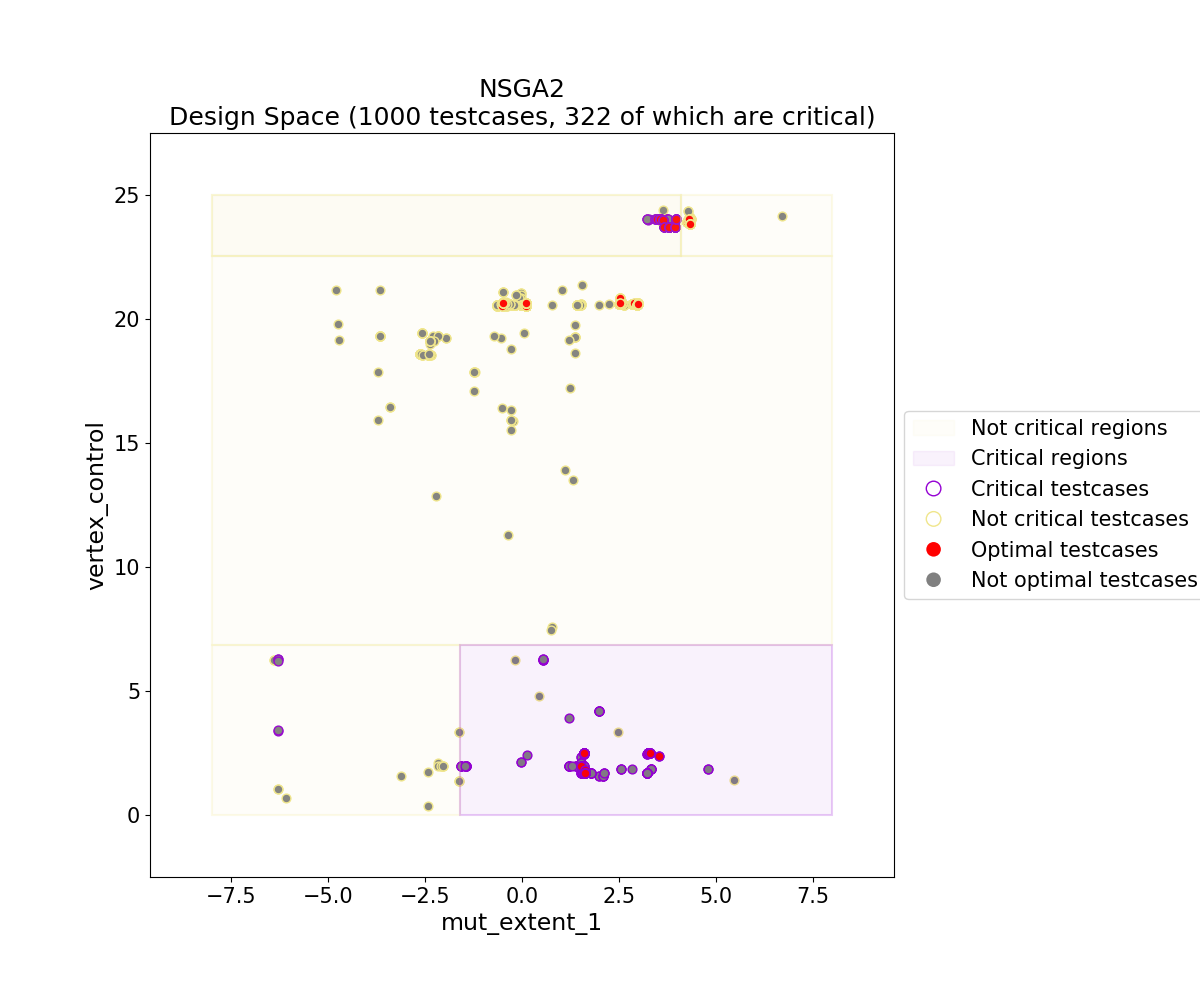 NSGA2
Design Space (1000 testcases, 322 of which are critical)
25
20
15
10
5
0
vertex_control
−7.5
−5.0
−2.5
0.0
2.5
5.0
7.5
mut_extent_1
Not critical regions
Critical regions
Critical testcases
Not critical testcases
Optimal testcases
Not optimal testcases